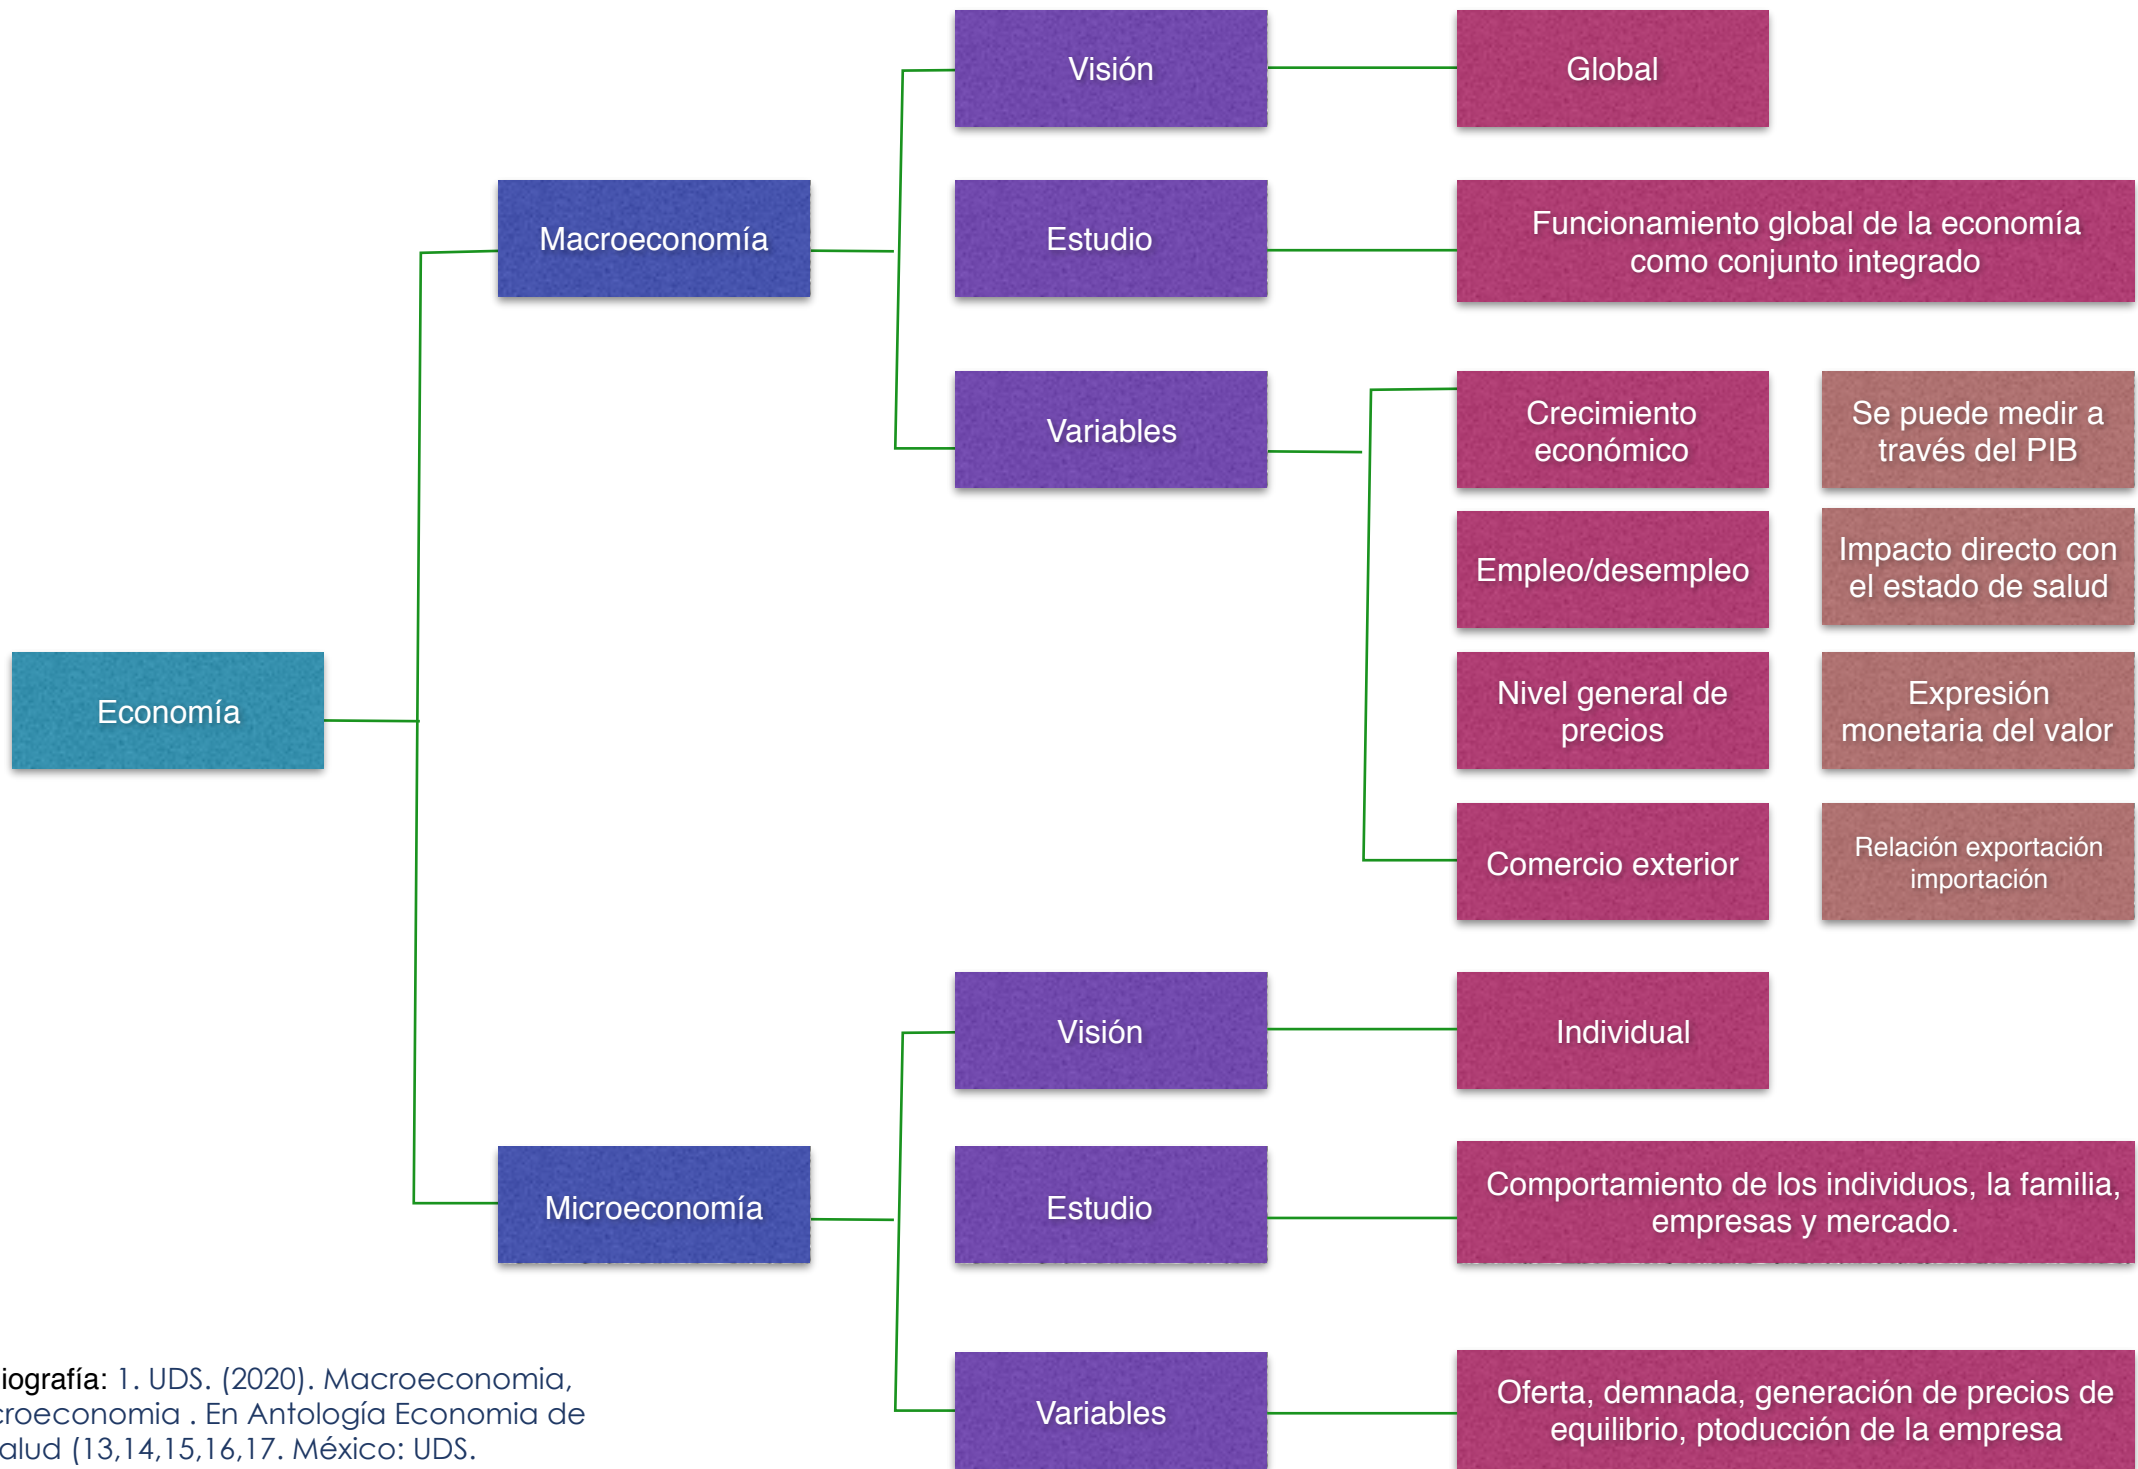 Visión
Global
Macroeconomía
Estudio
Funcionamiento global de la economía
como conjunto integrado
Variables
Crecimiento
económico
Se puede medir a
través del PIB
Empleo/desempleo
Impacto directo con
el estado de salud
Economía
Nivel general de
precios
Expresión
monetaria del valor
Comercio exterior
Relación exportación
importación
Visión
Individual
Microeconomía
Estudio
Comportamiento de los individuos, la familia,
empresas y mercado.
Variables
Oferta, demnada, generación de precios de
equilibrio, ptoducción de la empresa
iografía: 1. UDS. (2020). Macroeconomia,
croeconomia . En Antología Economia de
alud (13,14,15,16,17. México: UDS.